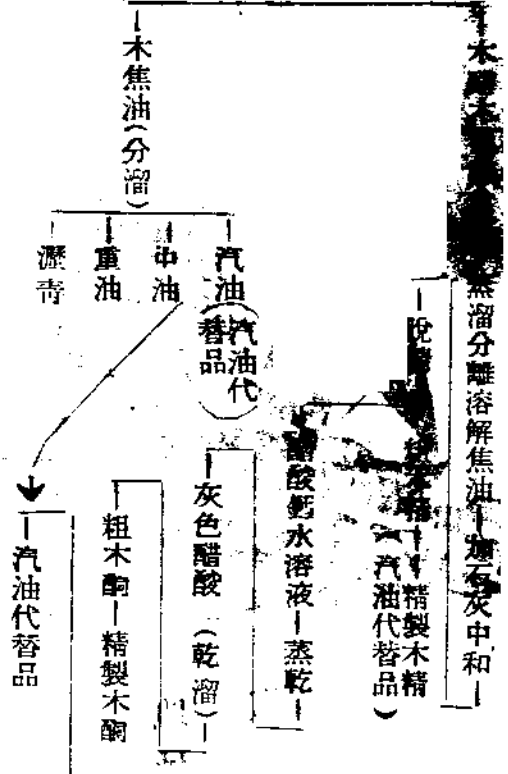 木醋
蒸溜分離溶解焦油
加石灰中和
精製木精
(汽油代替品)
醋酸鈣水溶液
蒸乾
灰色醋酸
(乾溜)
粗木酮
精製木酮
木焦油(分溜)
汽油(汽油代替品)
中油
重油
瀝青
汽油代替品